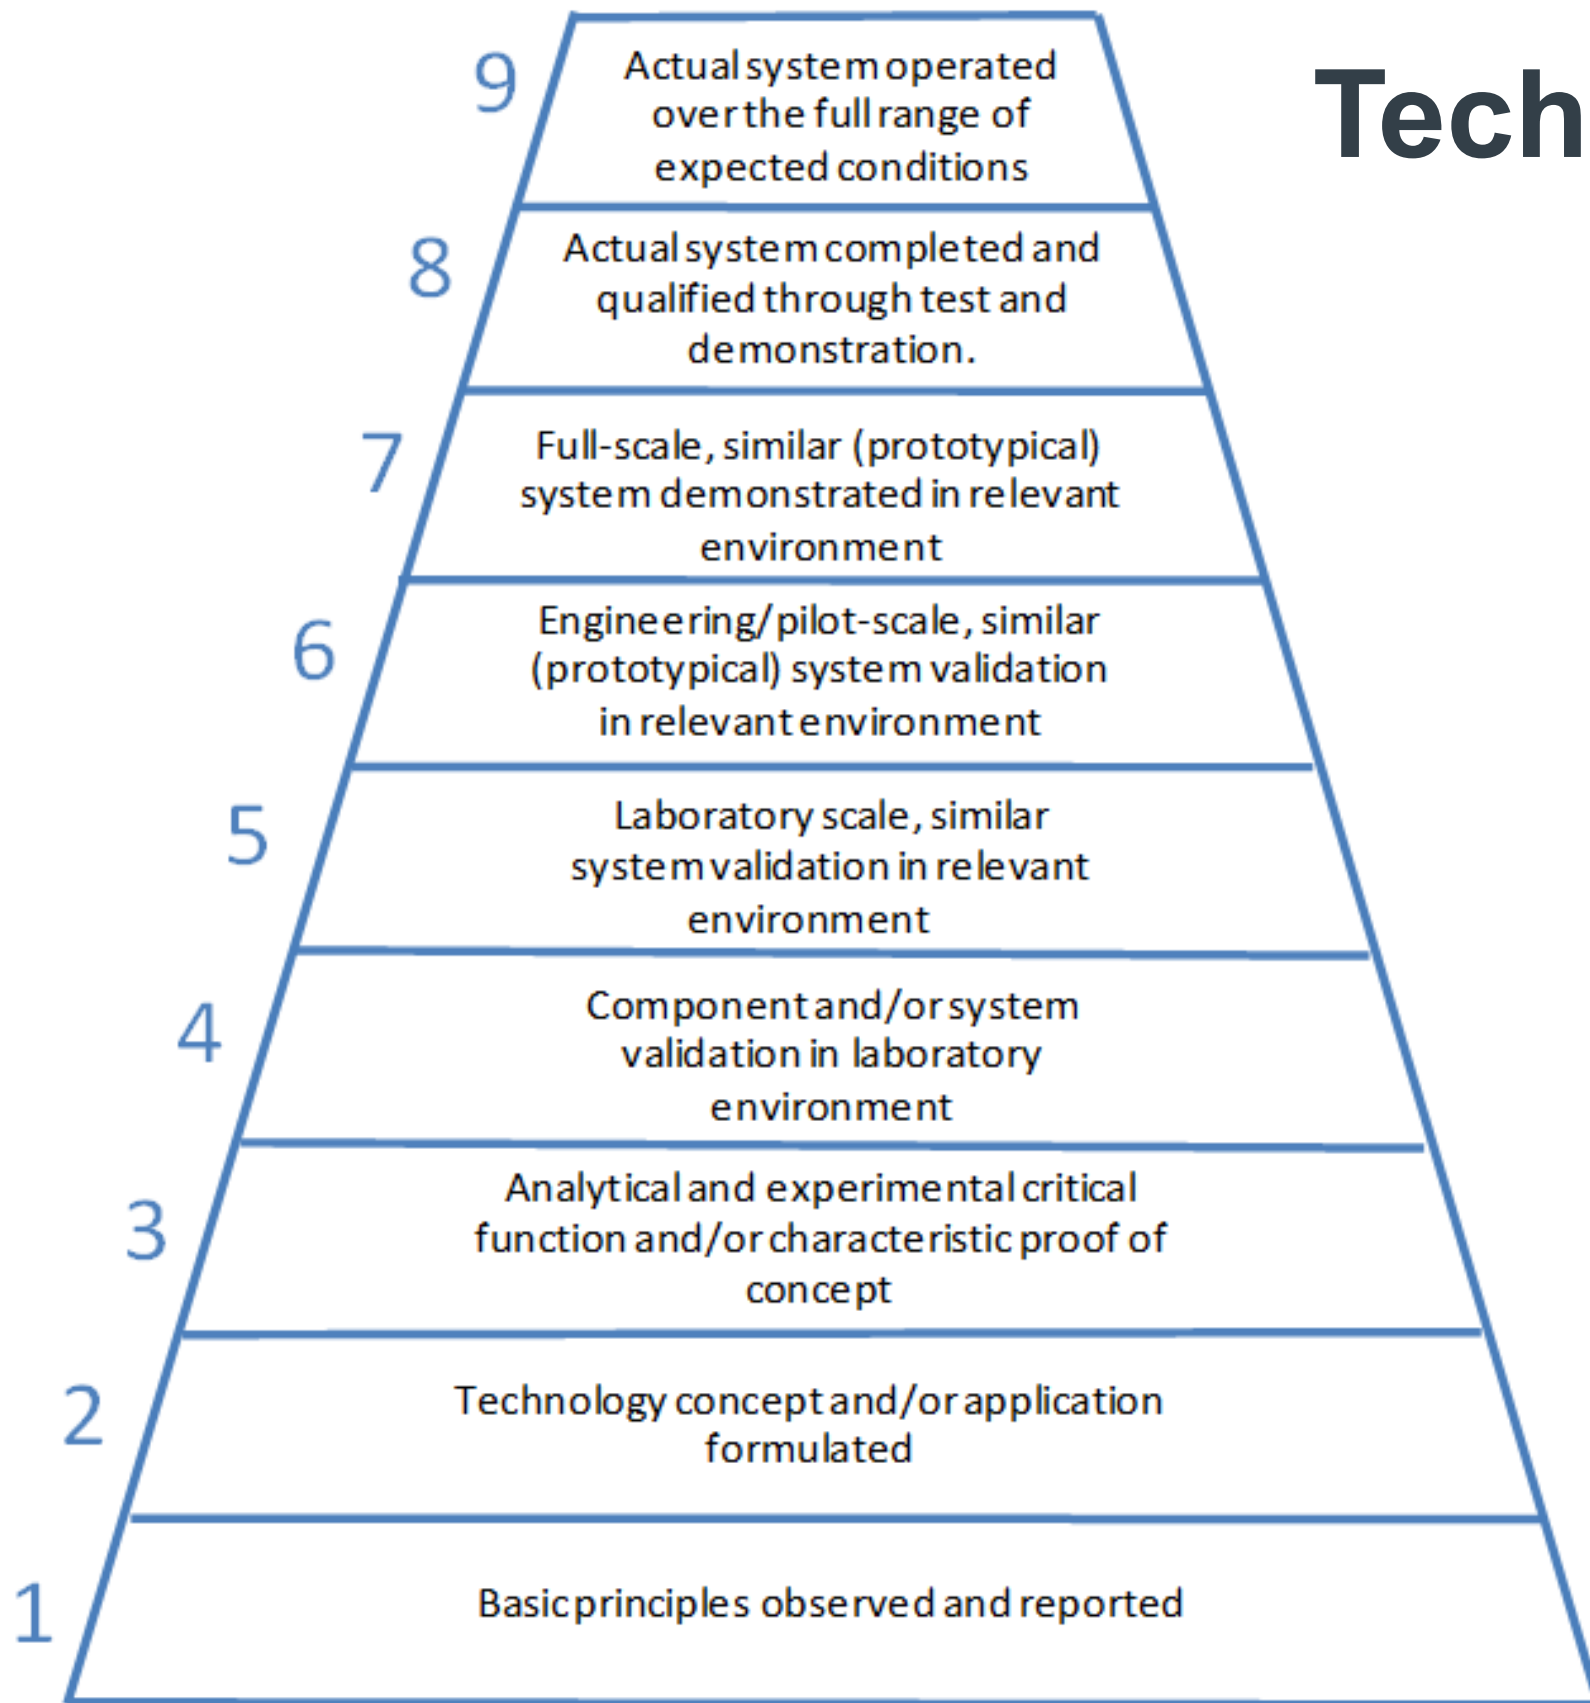 Tech
9
Actual system operated
over the full range of
expected conditions
8
Actual system completed and
qualified through test and
demonstration.
7
Full-scale, similar (prototypical)
system demonstrated in relevant
environment
6
Engineering/pilot-scale, similar
(prototypical) system validation
in relevant environment
5
Laboratory scale, similar
system validation in relevant
environment
4
Component and/or system
validation in laboratory
environment
3
Analytical and experimental critical
function and/or characteristic proof of
concept
2
Technology concept and/or application
formulated
1
Basic principles observed and reported